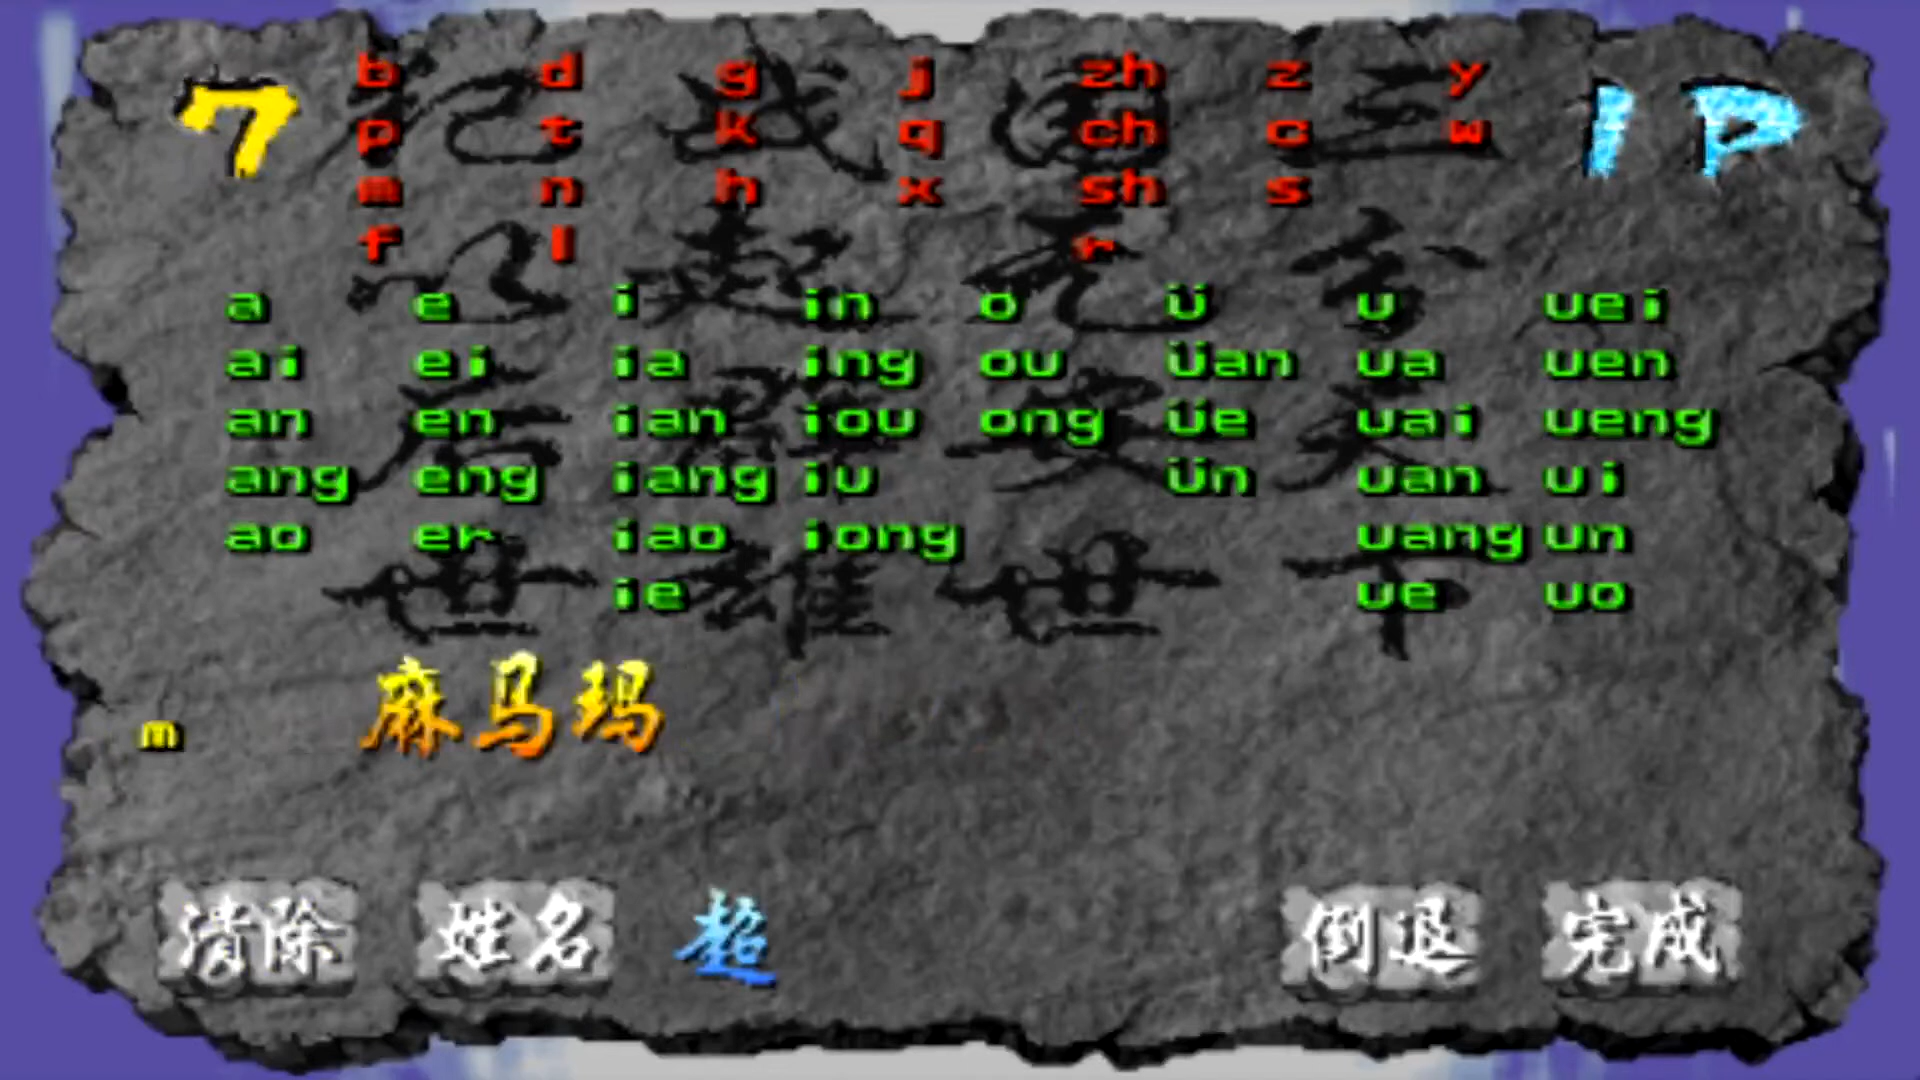 7 b d g j zh z y 1P
p t k q ch c w
m n h x sh s
f l r
a e i in o ü u uei
ai ei ia ing ou üan ua uen
an en ian iou ong üe uai ueng
ang eng iang iu ün uan ui
ao er iao iong uang un
ie ue uo
m 麻马玛
清除 姓名 超 倒退 完成